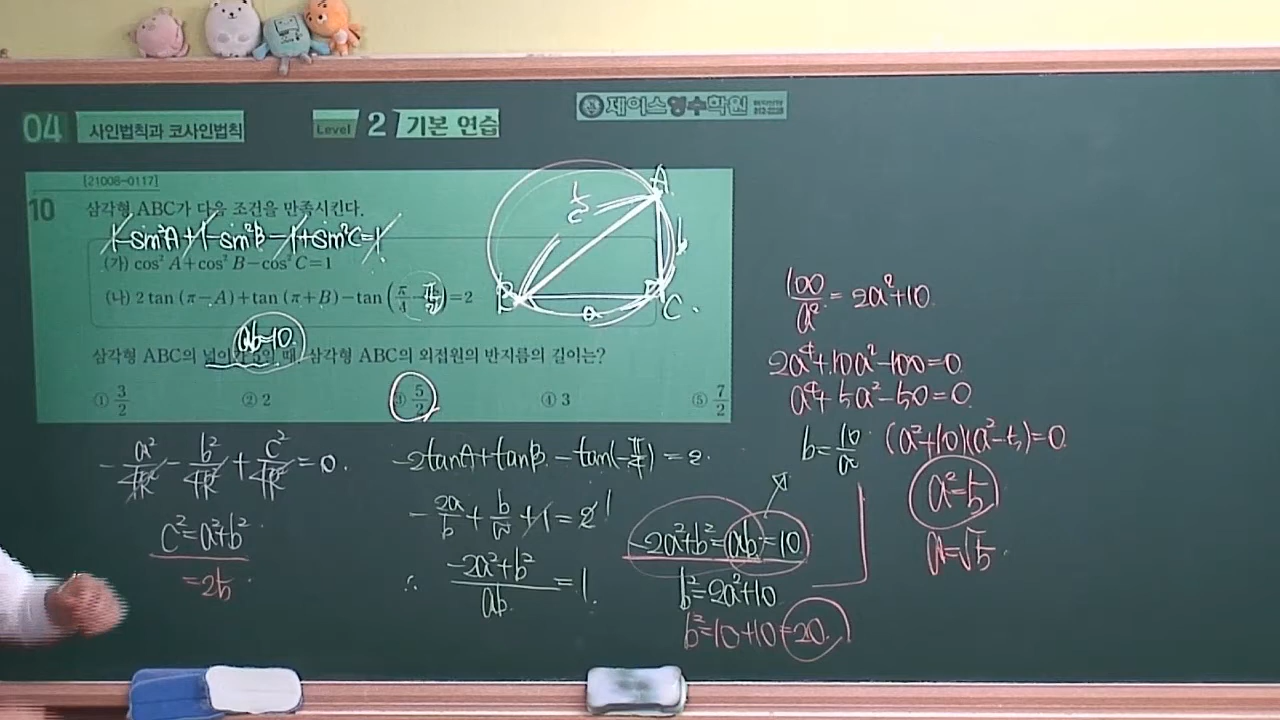 04 사인법칙과 코사인법칙
Level 2 기본 연습
제이스영수학원
[21008-0117]
10 삼각형 ABC가 다음 조건을 만족시킨다.
1-sin²A+1-sin²B-1+sin²C=1
(가) cos² A+cos² B-cos² C=1
(나) 2 tan (π-A)+tan (π+B)-tan (π/4-π/2)=2
ab=10
삼각형 ABC의 넓이가 5일 때, 삼각형 ABC의 외접원의 반지름의 길이는?
① 3/2 ② 2 ③ 5/2 ④ 3 ⑤ 7/2
A
B
C
a
b
c
-a²/4R²-b²/4R²+c²/4R²=0.
c²=a²+b²
=25
-2tanA+tanB-tan(-π/4)=2
-2a/b+b/a+1=2 1
∴ -2a²+b²/ab=1
-2a²+b²=ab=10
b²=2a²+10
b²=10+10=20.
100/a²=2a²+10.
2a⁴+10a²-100=0
a⁴+5a²-50=0
b=10/a
(a²+10)(a²-5)=0
a²=5
a=√5